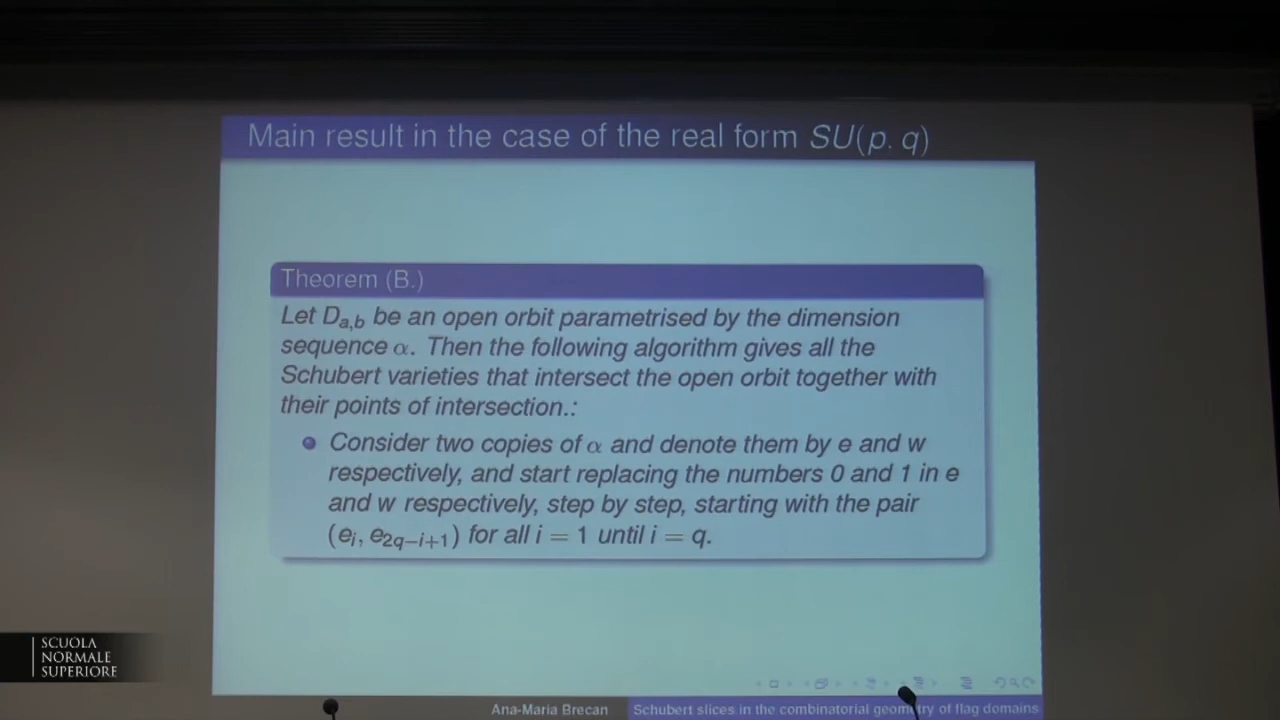 Main result in the case of the real form SU(p. q)
Theorem (B.)
Let D_{a,b} be an open orbit parametrised by the dimension
sequence α. Then the following algorithm gives all the
Schubert varieties that intersect the open orbit together with
their points of intersection.:
Consider two copies of α and denote them by e and w
respectively, and start replacing the numbers 0 and 1 in e
and w respectively, step by step, starting with the pair
(e_i, e_{2q−i+1}) for all i = 1 until i = q.
SCUOLA
NORMALE
SUPERIORE
Ana-Maria Brecan
Schubert slices in the combinatorial geometry of flag domains